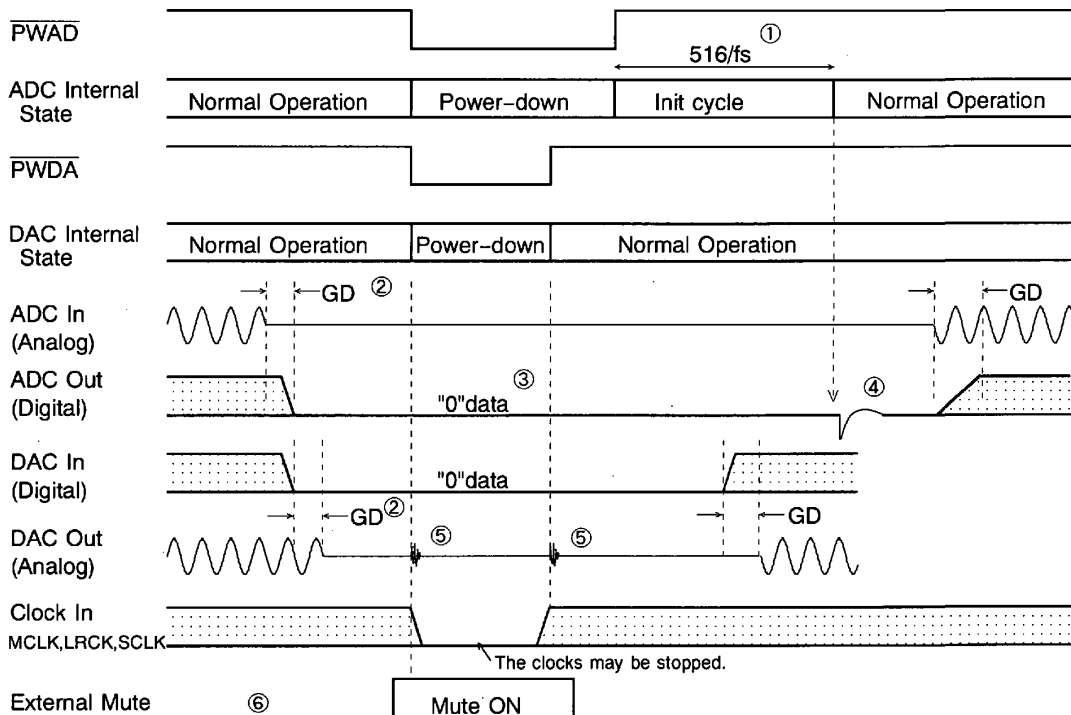 PWAD
①
516/fs
ADC Internal State
Normal Operation
Power-down
Init cycle
Normal Operation
PWDA
DAC Internal State
Normal Operation
Power-down
Normal Operation
GD ②
GD
ADC In (Analog)
ADC Out (Digital)
③
"0"data
④
DAC In (Digital)
"0"data
GD ②
GD
DAC Out (Analog)
⑤
⑤
Clock In
MCLK,LRCK,SCLK
The clocks may be stopped.
External Mute
⑥
Mute ON